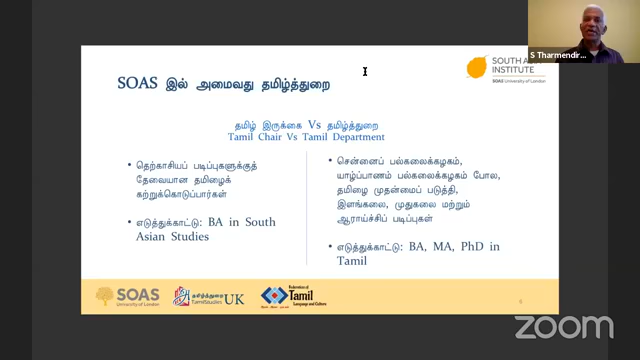 S Tharmendir...
SOAS இல் அமைவது தமிழ்த்துறை
SOUTH ASIA
INSTITUTE
SOAS University of London
தமிழ் இருக்கை Vs தமிழ்த்துறை
Tamil Chair Vs Tamil Department
• தெற்காசியப் படிப்புகளுக்குத்
தேவையான தமிழைக்
கற்றுக்கொடுப்பார்கள்
• எடுத்துக்காட்டு: BA in South
Asian Studies
• சென்னைப் பல்கலைக்கழகம்,
யாழ்ப்பாணம் பல்கலைக்கழகம் போல,
தமிழை முதன்மைப் படுத்தி,
இளங்கலை, முதுகலை மற்றும்
ஆராய்ச்சிப் படிப்புகள்
• எடுத்துக்காட்டு: BA, MA, PhD in
Tamil
SOAS
University of London
தமிழ்த்துறை
TamilStudies UK
Federation of
Tamil
Language and Culture
6
zoom